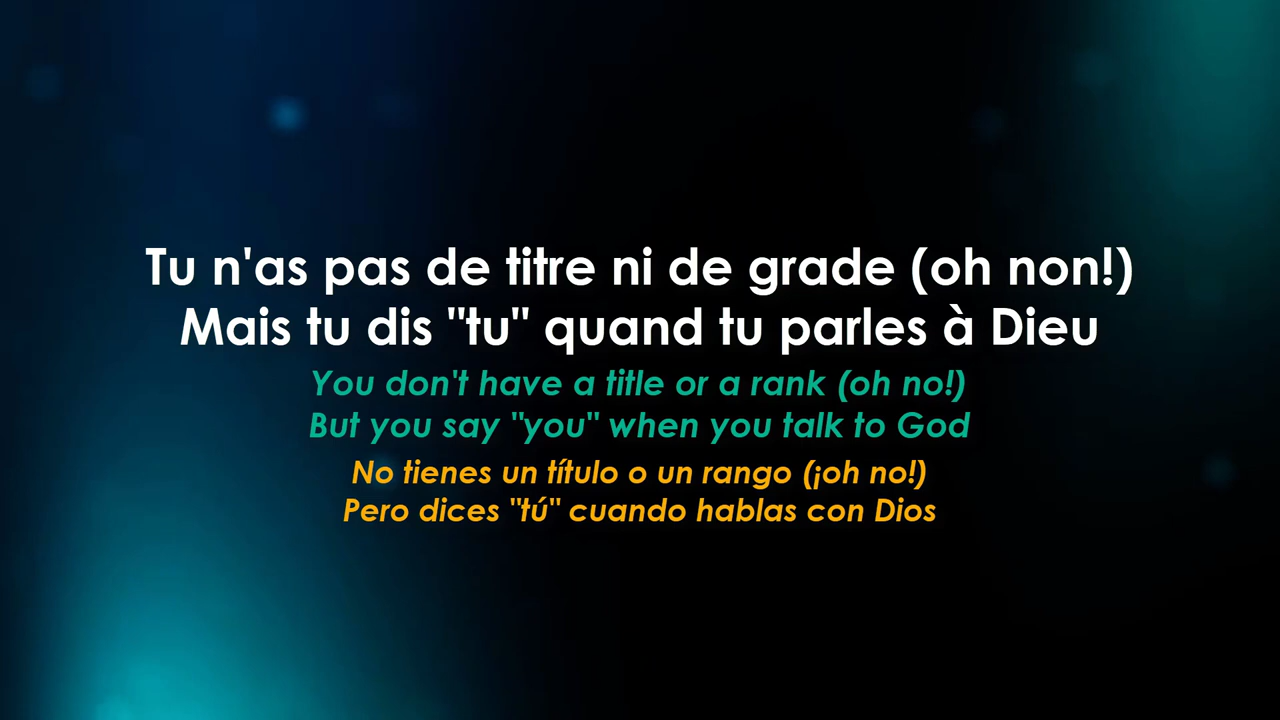 Tu n'as pas de titre ni de grade (oh non!)
Mais tu dis "tu" quand tu parles à Dieu
You don't have a title or a rank (oh no!)
But you say "you" when you talk to God
No tienes un título o un rango (¡oh no!)
Pero dices "tú" cuando hablas con Dios